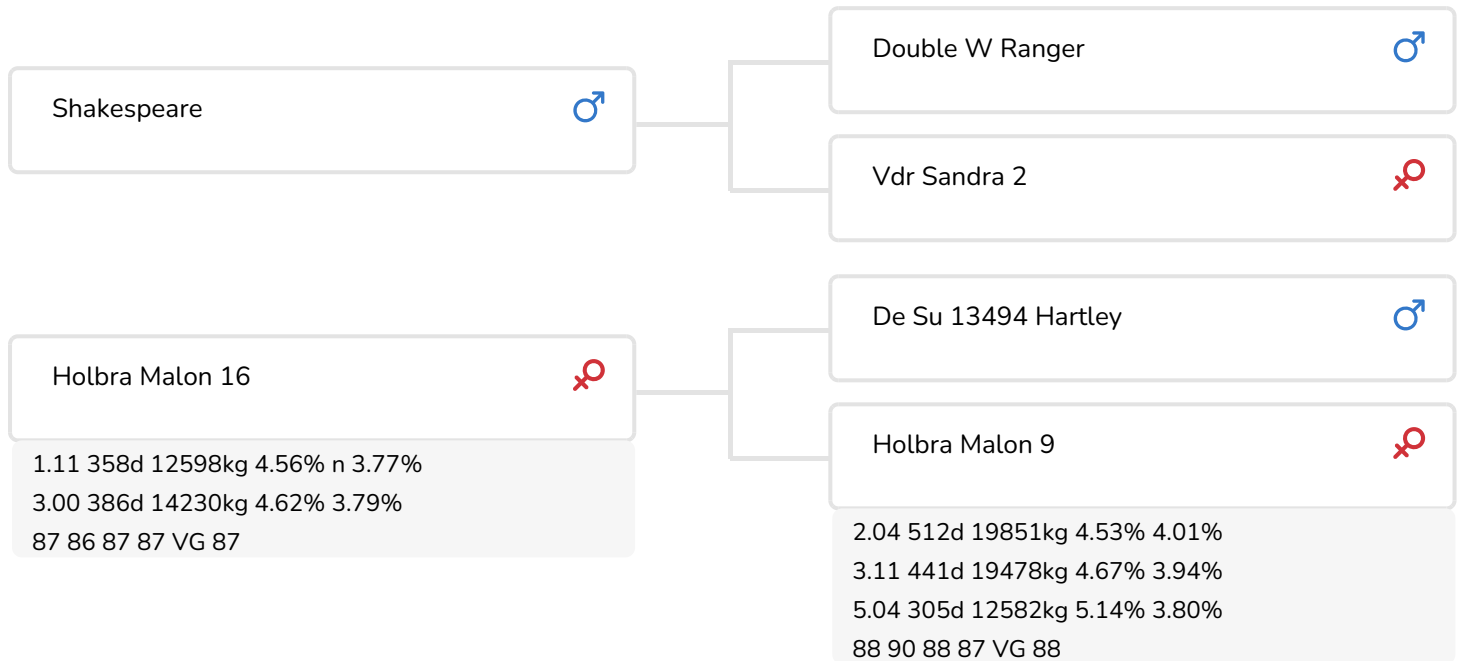 Shakespeare
Double W Ranger
Vdr Sandra 2
Holbra Malon 16
1.11 358d 12598kg 4.56% n 3.77%
3.00 386d 14230kg 4.62% 3.79%
87 86 87 87 VG 87
De Su 13494 Hartley
Holbra Malon 9
2.04 512d 19851kg 4.53% 4.01%
3.11 441d 19478kg 4.67% 3.94%
5.04 305d 12582kg 5.14% 3.80%
88 90 88 87 VG 88